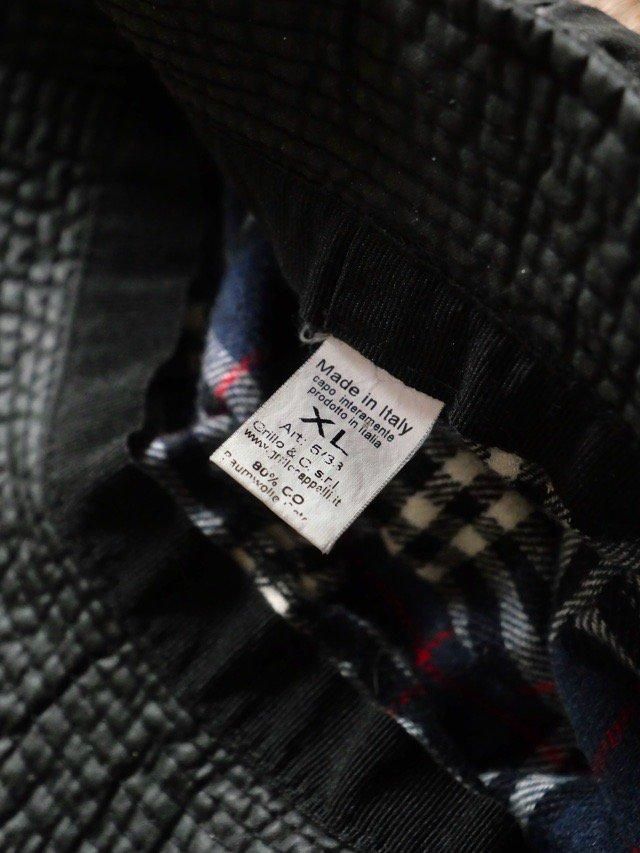 Made in Italy
capo interamente
prodotto in italia
XL
Art: 5/33
Grillo & C. s.r.l
www.grillocappelli.it
80% CO
Baumwolle